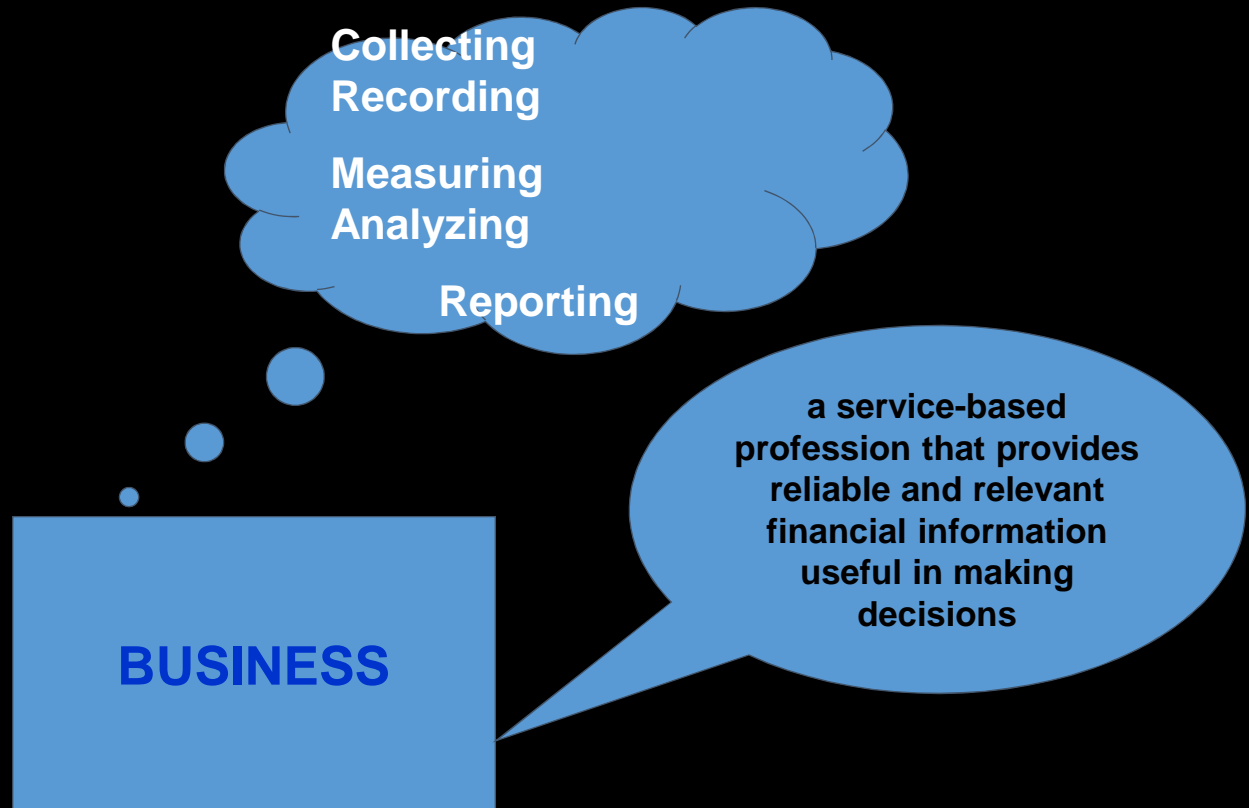 Collecting
Recording
Measuring
Analyzing
Reporting
a service-based
profession that provides
reliable and relevant
financial information
useful in making
decisions
BUSINESS